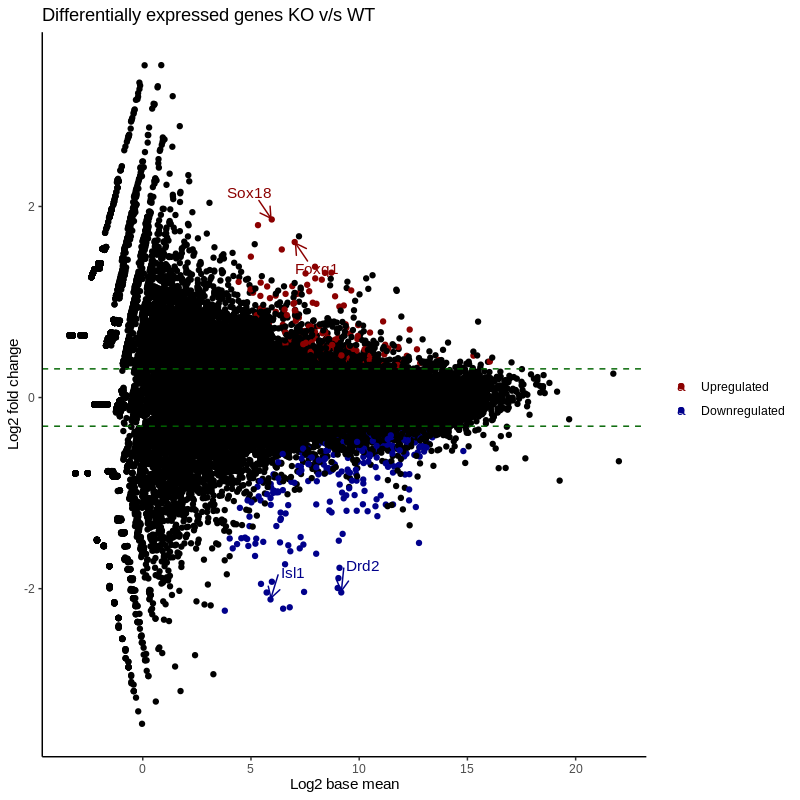 Differentially expressed genes KO v/s WT
Log2 fold change
2
0
-2
Sox18
Foxq1
Isl1
Drd2
0
5
10
15
20
Log2 base mean
Upregulated
Downregulated